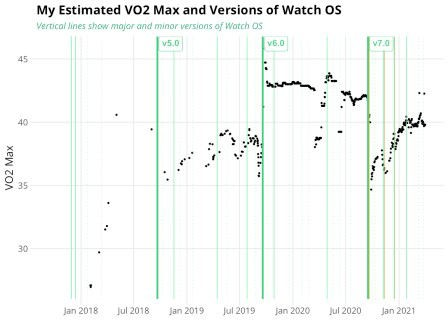 My Estimated VO2 Max and Versions of Watch OS
Vertical lines show major and minor versions of Watch OS
v5.0
v6.0
v7.0
45
40
35
30
VO2 Max
Jan 2018
Jul 2018
Jan 2019
Jul 2019
Jan 2020
Jul 2020
Jan 2021